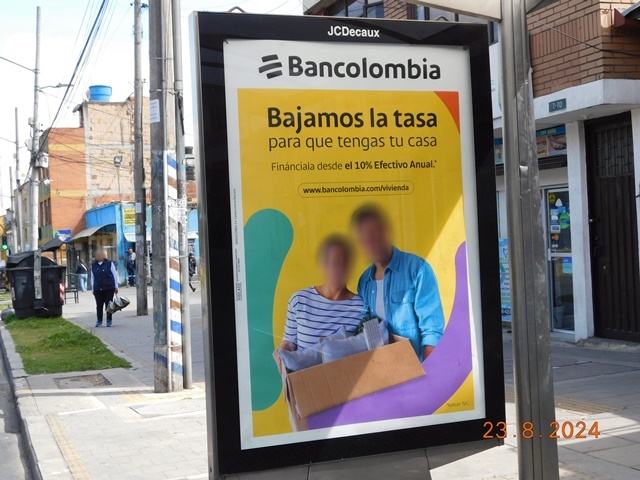 JCDecaux
Bancolombia
Bajamos la tasa
para que tengas tu casa
Fináncialа desde el 10% Efectivo Anual.*
www.bancolombia.com/vivienda
23.8.2024